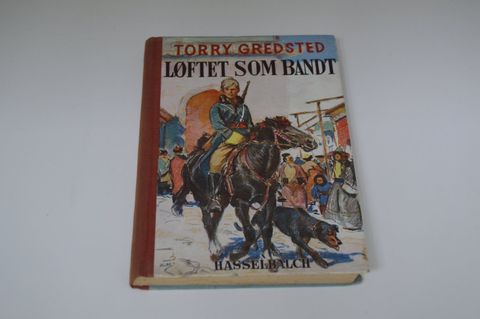 TORRY GREDSTED
LØFTET SOM BANDT
HASSELBALCH